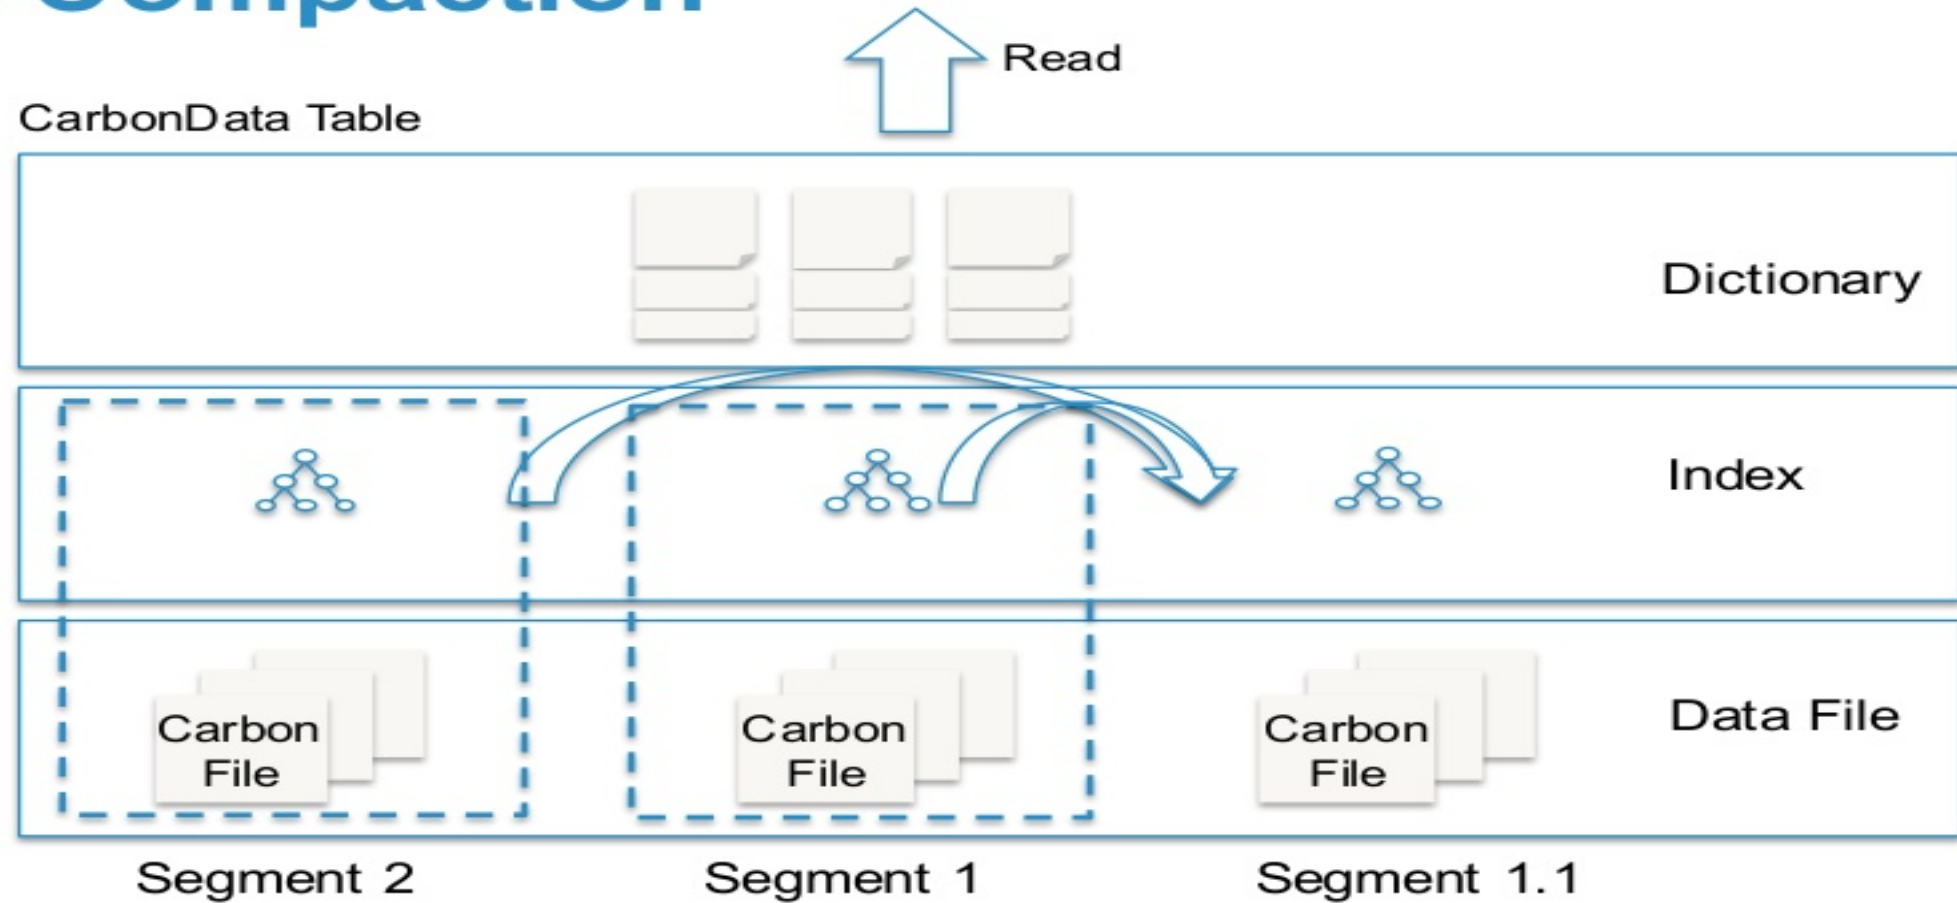 Compaction
Read
CarbonData Table
Dictionary
Index
Carbon
File
Carbon
File
Carbon
File
Data File
Segment 2
Segment 1
Segment 1.1